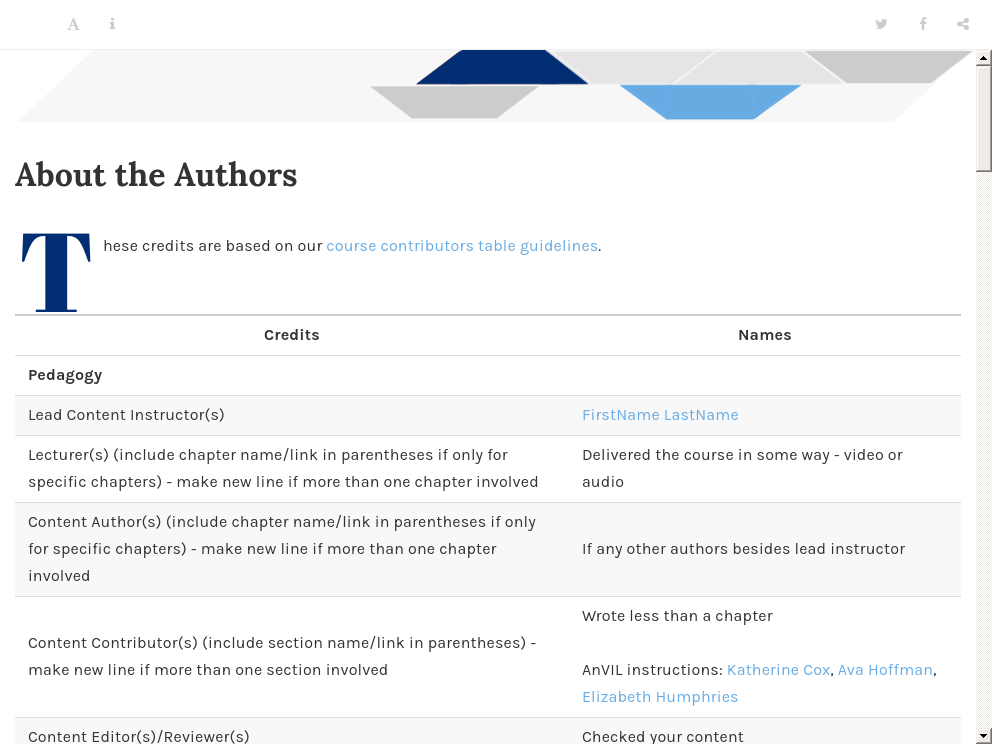 About the Authors
These credits are based on our course contributors table guidelines.
Credits Names
Pedagogy
Lead Content Instructor(s) FirstName LastName
Lecturer(s) (include chapter name/link in parentheses if only for
specific chapters) - make new line if more than one chapter involved
Delivered the course in some way - video or
audio
Content Author(s) (include chapter name/link in parentheses if only
for specific chapters) - make new line if more than one chapter
involved
If any other authors besides lead instructor
Content Contributor(s) (include section name/link in parentheses) -
make new line if more than one section involved
Wrote less than a chapter
AnVIL instructions: Katherine Cox, Ava Hoffman,
Elizabeth Humphries
Content Editor(s)/Reviewer(s) Checked your content